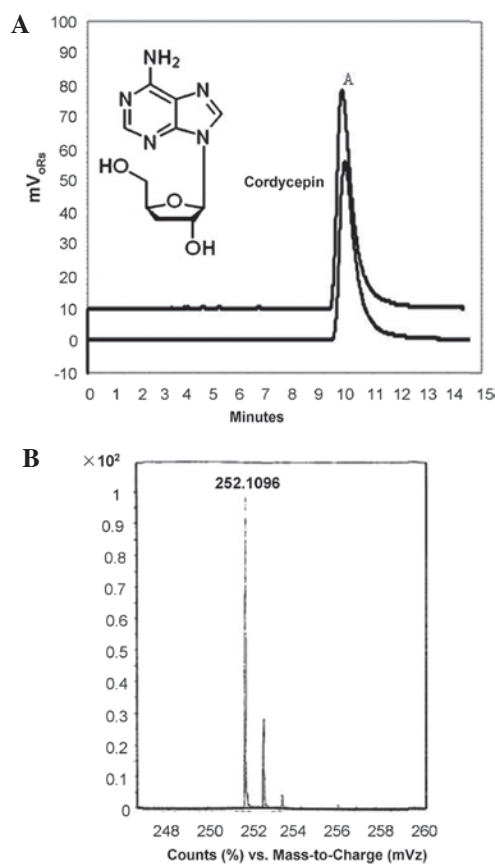 A
100
90
80
70
60
50
40
30
20
10
0
-10
mVoRs
NH2
N
N
N
N
HO
O
OH
Cordycepin
A
0 1 2 3 4 5 6 7 8 9 10 11 12 13 14 15
Minutes
B
×10²
252.1096
1
0.9
0.8
0.7
0.6
0.5
0.4
0.3
0.2
0.1
0
248 250 252 254 256 258 260
Counts (%) vs. Mass-to-Charge (mVz)